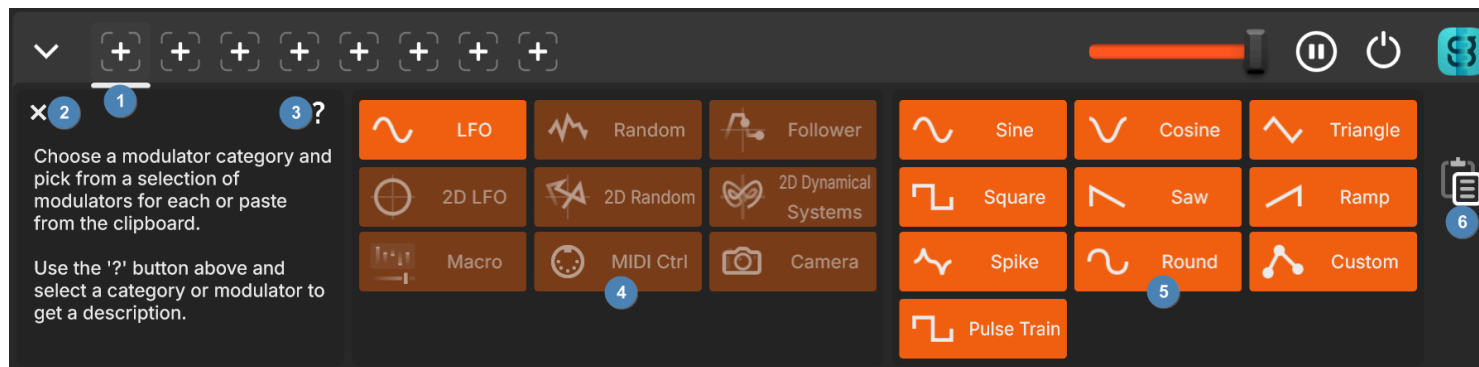 1
2
3
?
Choose a modulator category and
pick from a selection of
modulators for each or paste
from the clipboard.
Use the '?' button above and
select a category or modulator to
get a description.
LFO
Random
Follower
2D LFO
2D Random
2D Dynamical
Systems
Macro
MIDI Ctrl
Camera
4
Sine
Cosine
Triangle
Square
Saw
Ramp
Spike
Round
Custom
5
Pulse Train
6